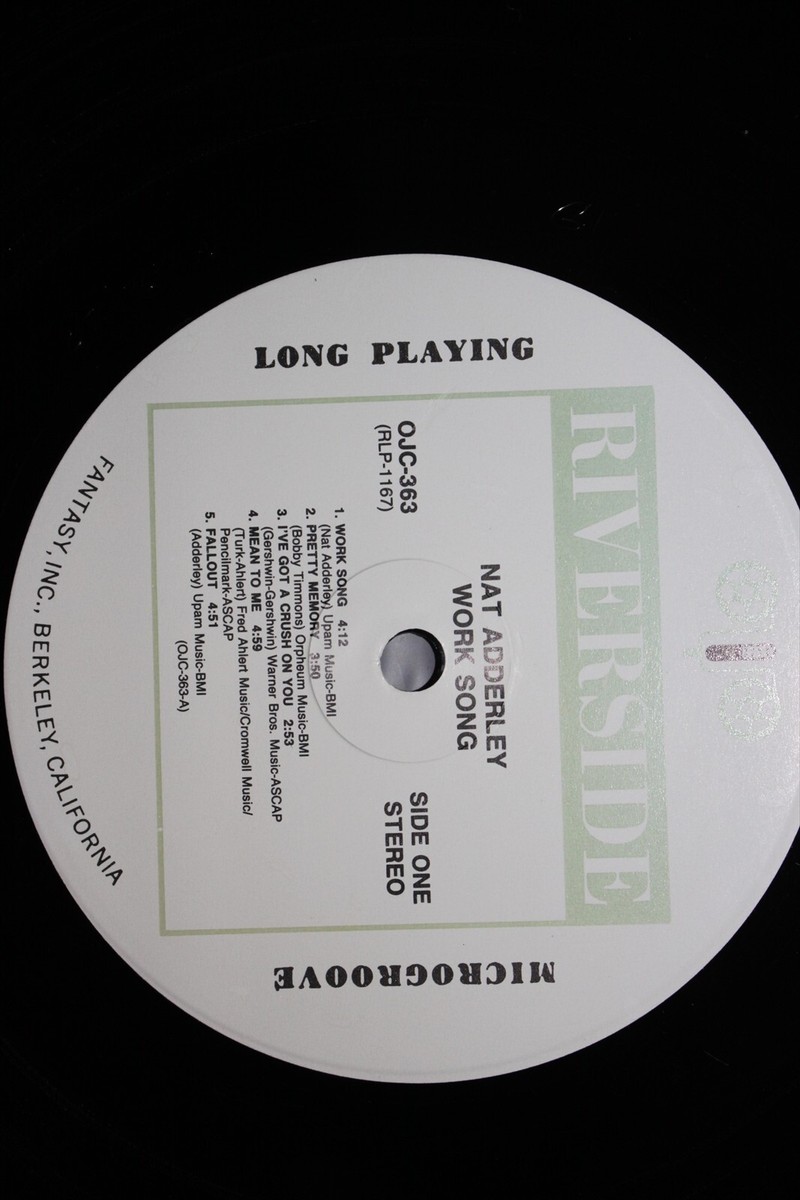 RIVERSIDE
LONG PLAYING
MICROGROOVE
NAT ADDERLEY
WORK SONG
OJC-363
(RLP-1167)
SIDE ONE
STEREO
1. WORK SONG 4:12
(Nat Adderley) Upam Music-BMI
2. PRETTY MEMORY 3:50
(Bobby Timmons) Orpheum Music-BMI
3. I'VE GOT A CRUSH ON YOU 2:53
(Gershwin-Gershwin) Warner Bros. Music-ASCAP
4. MEAN TO ME 4:59
(Turk-Ahlert) Fred Ahlert Music/Cromwell Music/
Pencilmark-ASCAP
5. FALLOUT 4:51
(Adderley) Upam Music-BMI
(OJC-363-A)
FANTASY, INC., BERKELEY, CALIFORNIA